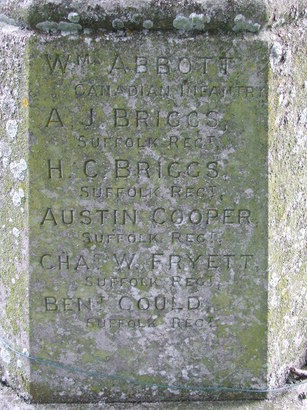 Wm ABBOTT
CANADIAN INFANTRY
A. J. BRIGGS,
SUFFOLK REGT,
H. C. BRIGGS,
SUFFOLK REGT,
AUSTIN COOPER,
SUFFOLK REGT,
CHAs W. FRYETT,
SUFFOLK REGT,
BENJ GOULD,
SUFFOLK REGT